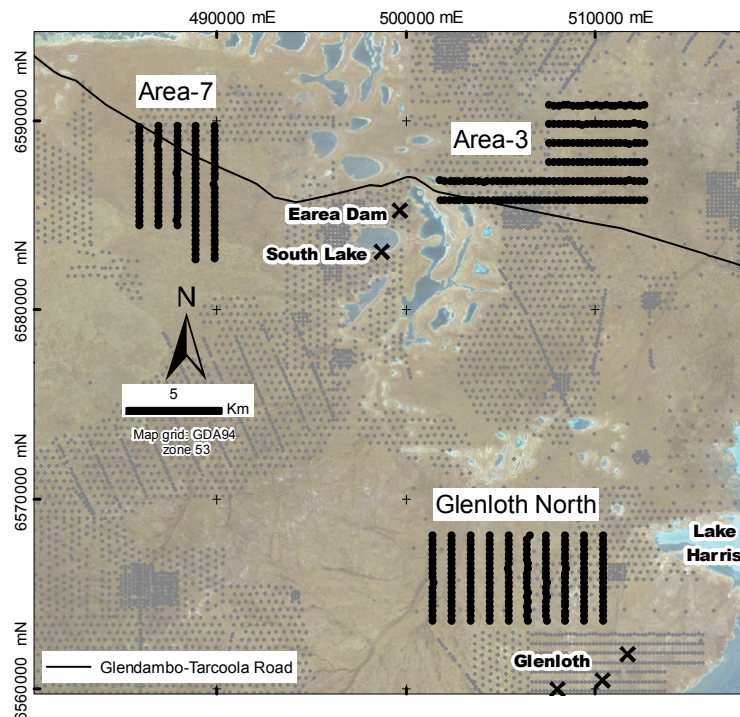 490000 mE
500000 mE
510000 mE
6590000 mN
Area-7
Area-3
Earea Dam
South Lake
6580000 mN
N
5
Km
Map grid: GDA94
zone 53
6570000 mN
Glenloth North
Lake
Harris
Glenloth
Glendambo-Tarcoola Road
6560000 mN